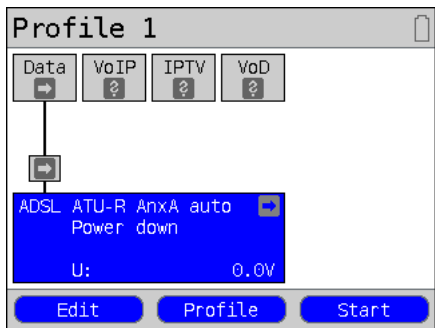 Profile 1
Data VoIP IPTV VoD
? ? ?
ADSL ATU-R AnxA auto
Power down
U: 0.0V
Edit Profile Start